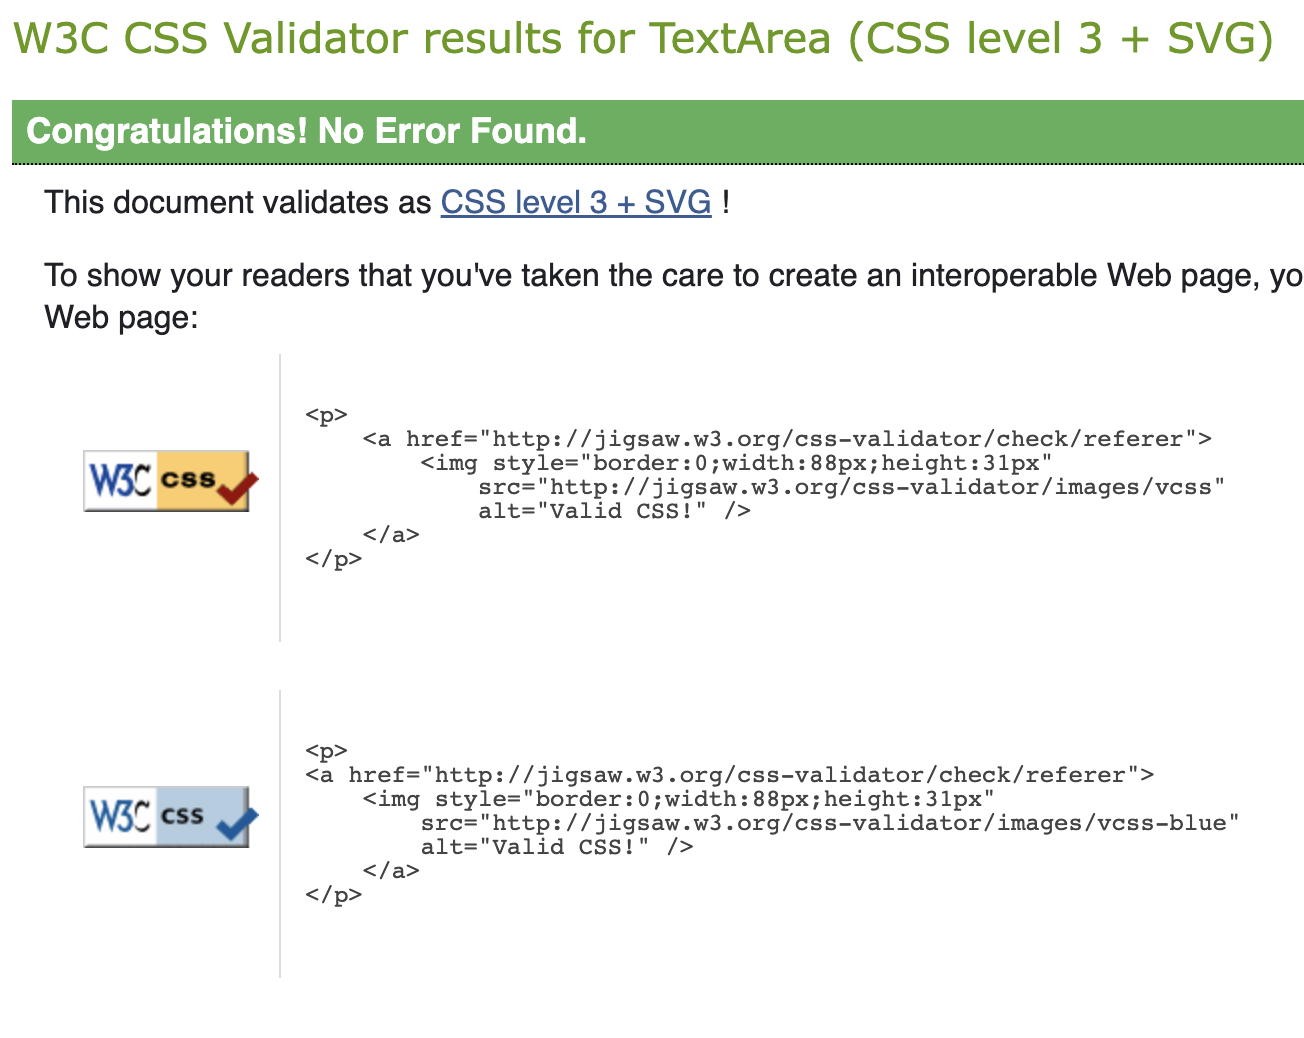 W3C CSS Validator results for TextArea (CSS level 3 + SVG)
Congratulations! No Error Found.
This document validates as CSS level 3 + SVG !
To show your readers that you've taken the care to create an interoperable Web page, yo
Web page:
W3C css
<p>
    <a href="http://jigsaw.w3.org/css-validator/check/referer">
        <img style="border:0;width:88px;height:31px"
            src="http://jigsaw.w3.org/css-validator/images/vcss"
            alt="Valid CSS!" />
    </a>
</p>
W3C css
<p>
<a href="http://jigsaw.w3.org/css-validator/check/referer">
    <img style="border:0;width:88px;height:31px"
        src="http://jigsaw.w3.org/css-validator/images/vcss-blue"
        alt="Valid CSS!" />
    </a>
</p>